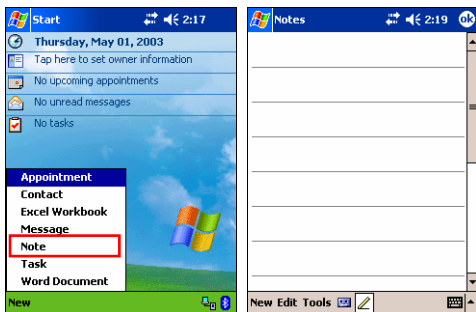 Start 2:17
Thursday, May 01, 2003
Tap here to set owner information
No upcoming appointments
No unread messages
No tasks
Appointment
Contact
Excel Workbook
Message
Note
Task
Word Document
New
Notes 2:19 ok
New Edit Tools